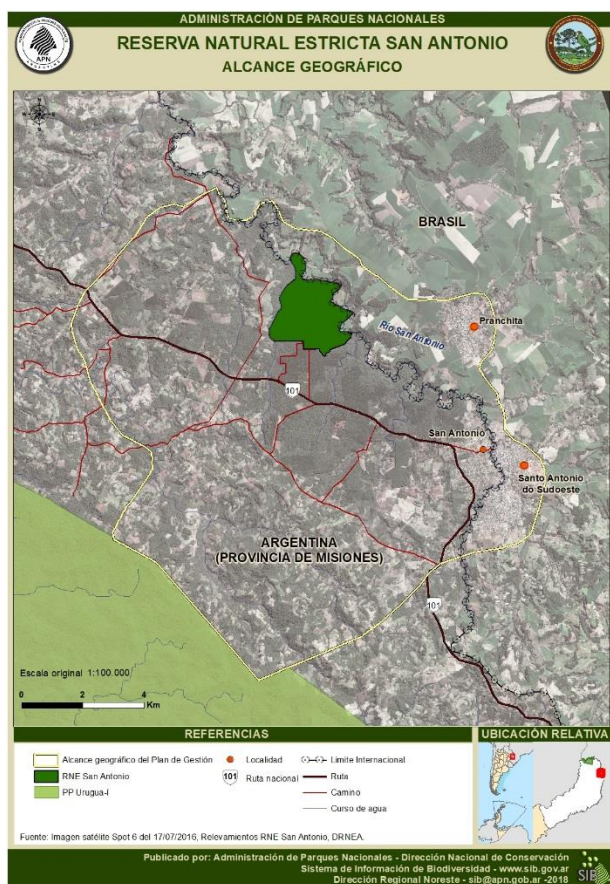 ADMINISTRACIÓN DE PARQUES NACIONALES
RESERVA NATURAL ESTRICTA SAN ANTONIO
ALCANCE GEOGRÁFICO
APN
ARGENTINA
BRASIL
Pranchita
Río San Antonio
101
San Antonio
Santo Antonio
do Sudoeste
ARGENTINA
(PROVINCIA DE MISIONES)
101
Escala original 1:100.000
0 2 4
Km
REFERENCIAS
Alcance geográfico del Plan de Gestión
RNE San Antonio
PP Urugua-í
Localidad
101 Ruta nacional
Limite Internacional
Ruta
Camino
Curso de agua
Fuente: Imagen satélite Spot 6 del 17/07/2016, Relevamientos RNE San Antonio, DRNEA.
UBICACIÓN RELATIVA
Publicado por: Administración de Parques Nacionales - Dirección Nacional de Conservación
Sistema de Información de Biodiversidad - www.sib.gov.ar
Dirección Regional Noreste - sib@apn.gob.ar -2018
SIB